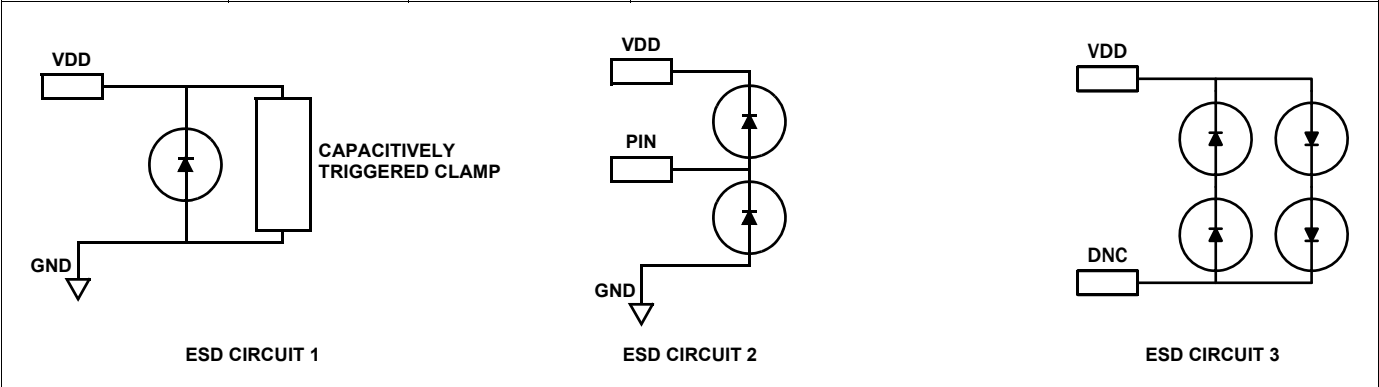 VDD
CAPACITIVELY
TRIGGERED CLAMP
GND
ESD CIRCUIT 1
VDD
PIN
GND
ESD CIRCUIT 2
VDD
DNC
ESD CIRCUIT 3